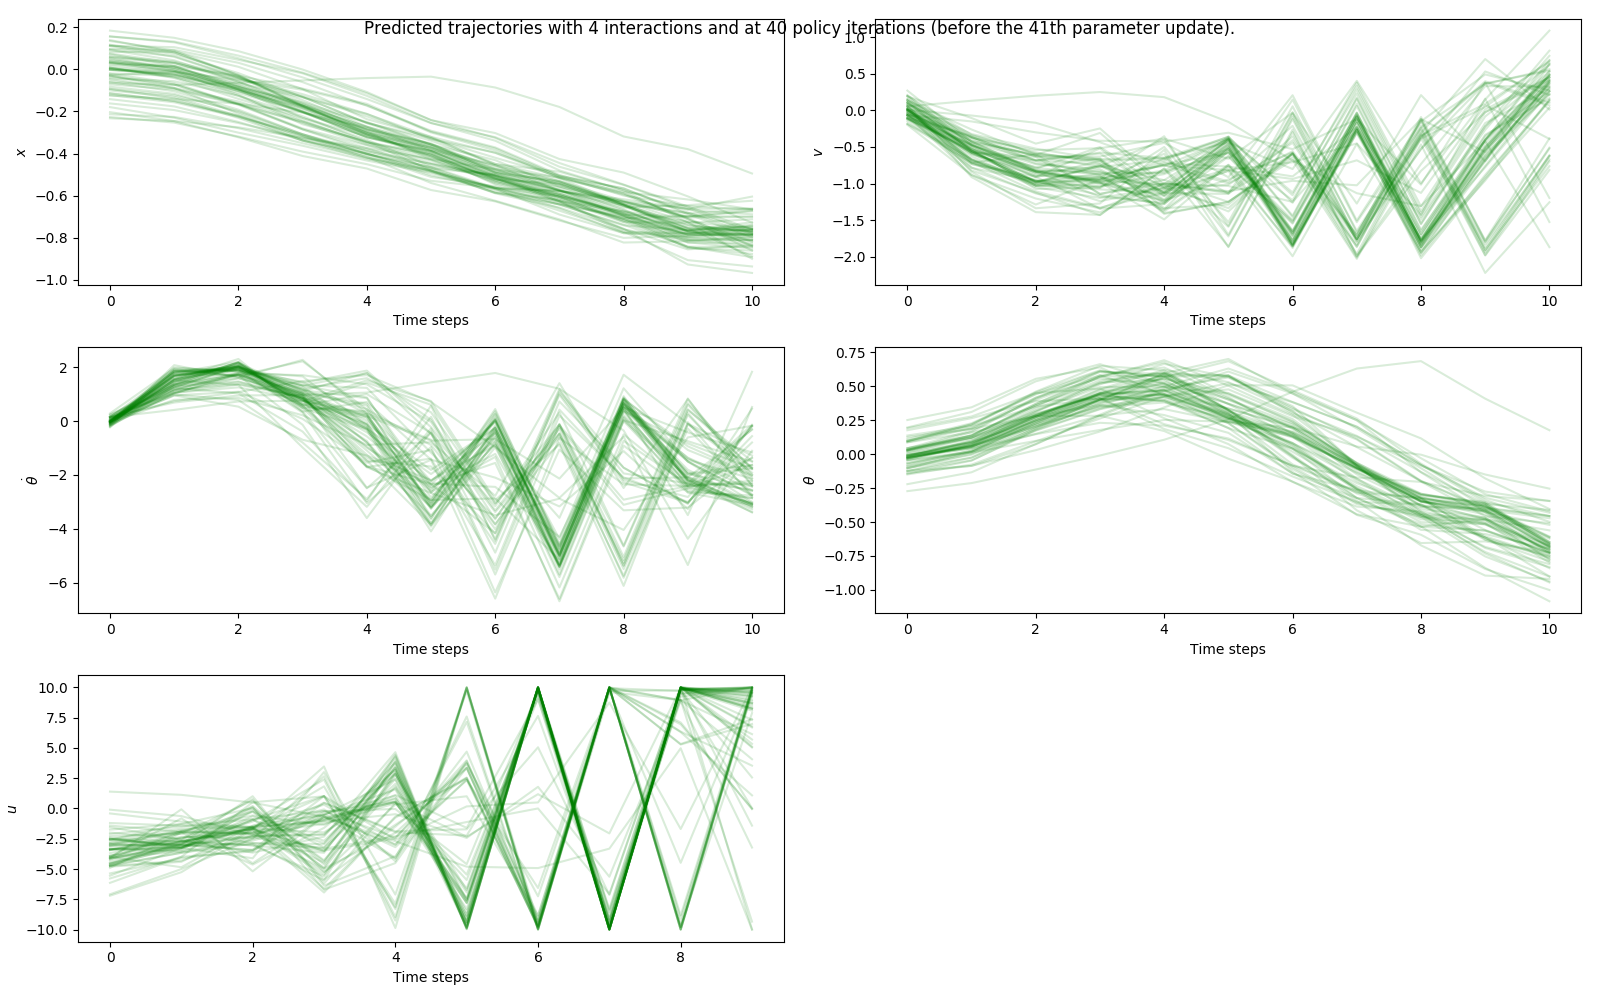 Predicted trajectories with 4 interactions and at 40 policy iterations (before the 41th parameter update).
0.2
0.0
−0.2
−0.4
−0.6
−0.8
−1.0
x
0 2 4 6 8 10
Time steps
1.0
0.5
0.0
−0.5
−1.0
−1.5
−2.0
v
0 2 4 6 8 10
Time steps
2
0
−2
−4
−6
θ̇
0 2 4 6 8 10
Time steps
0.75
0.50
0.25
0.00
−0.25
−0.50
−0.75
−1.00
θ
0 2 4 6 8 10
Time steps
10.0
7.5
5.0
2.5
0.0
−2.5
−5.0
−7.5
−10.0
u
0 2 4 6 8
Time steps